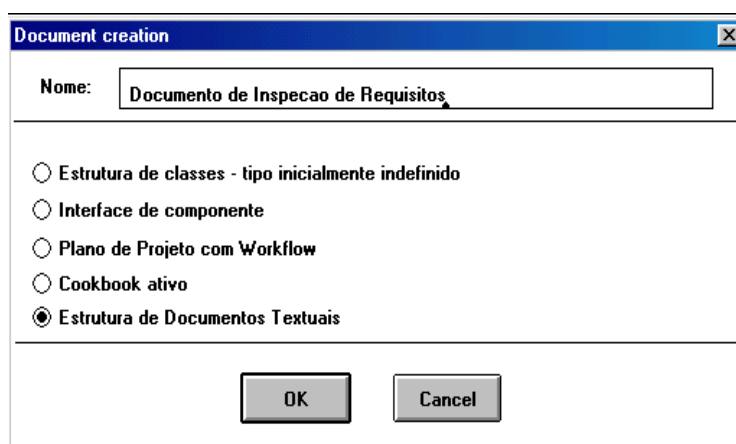 Document creation
Nome: Documento de Inspecao de Requisitos
Estrutura de classes - tipo inicialmente indefinido
Interface de componente
Plano de Projeto com Workflow
Cookbook ativo
Estrutura de Documentos Textuais
OK Cancel